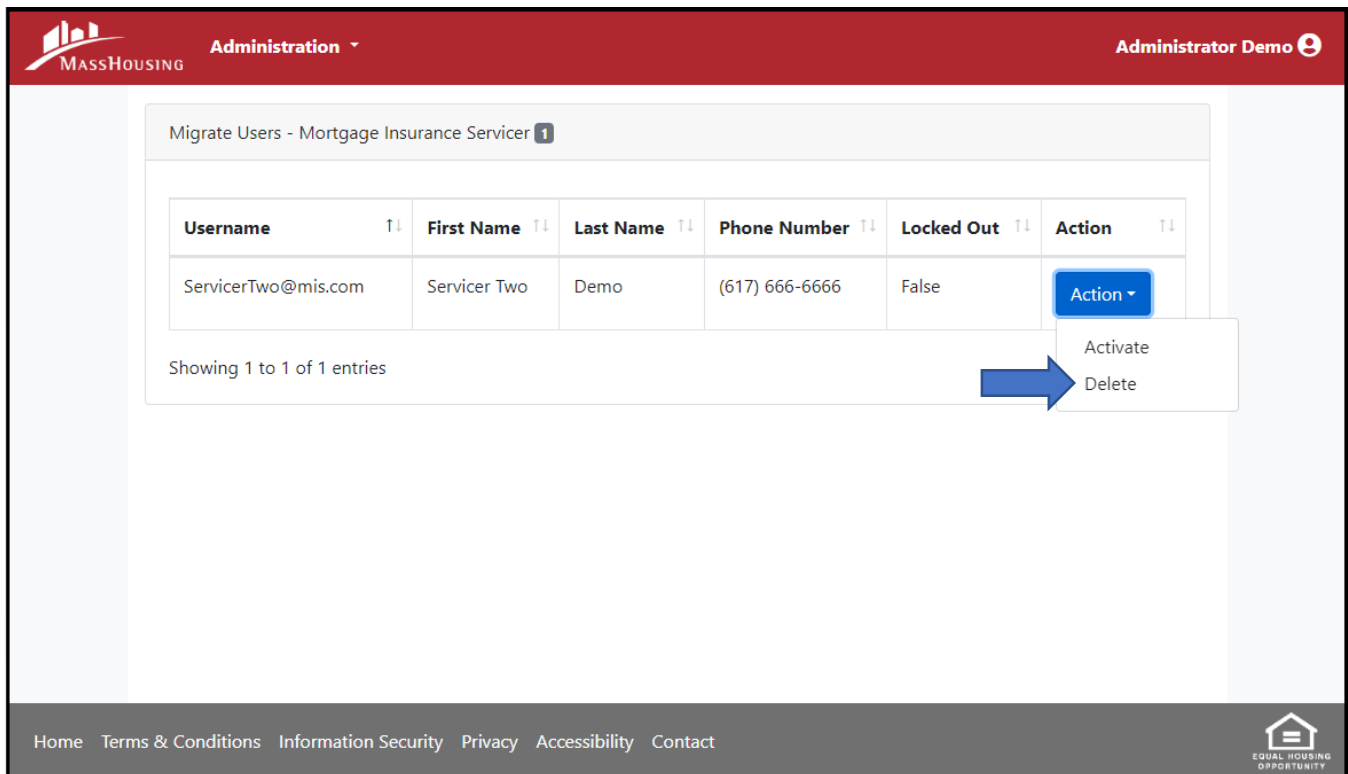 MASSHOUSING
Administration
Administrator Demo
Migrate Users - Mortgage Insurance Servicer 1
Username First Name Last Name Phone Number Locked Out Action
ServicerTwo@mis.com Servicer Two Demo (617) 666-6666 False Action
Activate
Showing 1 to 1 of 1 entries
Delete
Home Terms & Conditions Information Security Privacy Accessibility Contact
EQUAL HOUSING
OPPORTUNITY